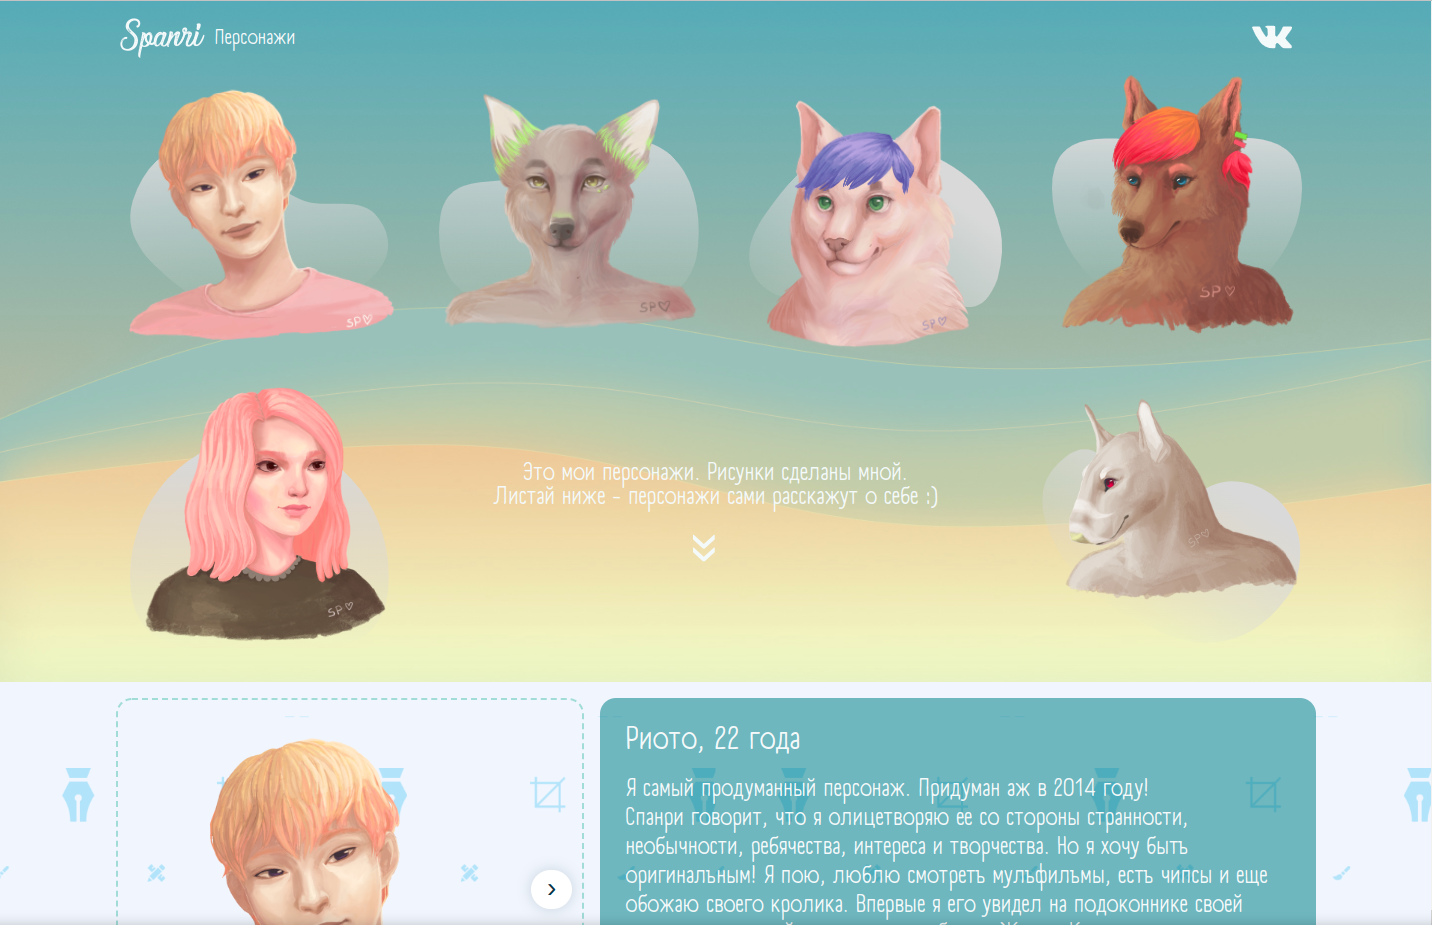 Spanri Персонажи
SP♡
SP♡
SP♡
SP♡
Это мои персонажи. Рисунки сделаны мной.
Листай ниже - персонажи сами расскажут о себе :)
SP♡
SP♡
Риото, 22 года
Я самый продуманный персонаж. Придуман аж в 2014 году!
Спанри говорит, что я олицетворяю ее со стороны странности,
необычности, ребячества, интереса и творчества. Но я хочу быть
оригинальным! Я пою, люблю смотреть мультфильмы, есть чипсы и еще
обожаю своего кролика. Впервые я его увидел на подоконнике своей